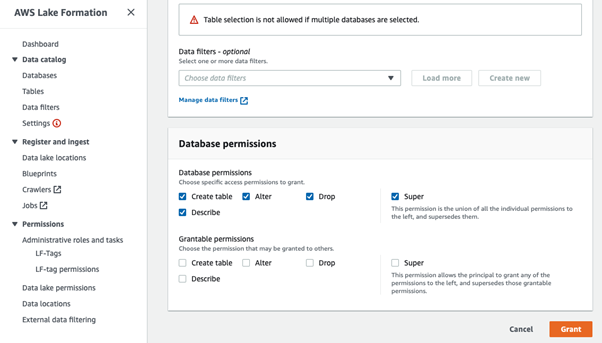 AWS Lake Formation
Dashboard
Data catalog
Databases
Tables
Data filters
Settings
Register and ingest
Data lake locations
Blueprints
Crawlers
Jobs
Permissions
Administrative roles and tasks
LF-Tags
LF-tag permissions
Data lake permissions
Data locations
External data filtering
Table selection is not allowed if multiple databases are selected.
Data filters - optional
Select one or more data filters.
Choose data filters
Load more
Create new
Manage data filters
Database permissions
Database permissions
Choose specific access permissions to grant.
Create table Alter Drop
Describe
Super
This permission is the union of all the individual permissions to
the left, and supersedes them.
Grantable permissions
Choose the permission that may be granted to others.
Create table Alter Drop
Describe
Super
This permission allows the principal to grant any of the
permissions to the left, and supersedes those grantable
permissions.
Cancel
Grant